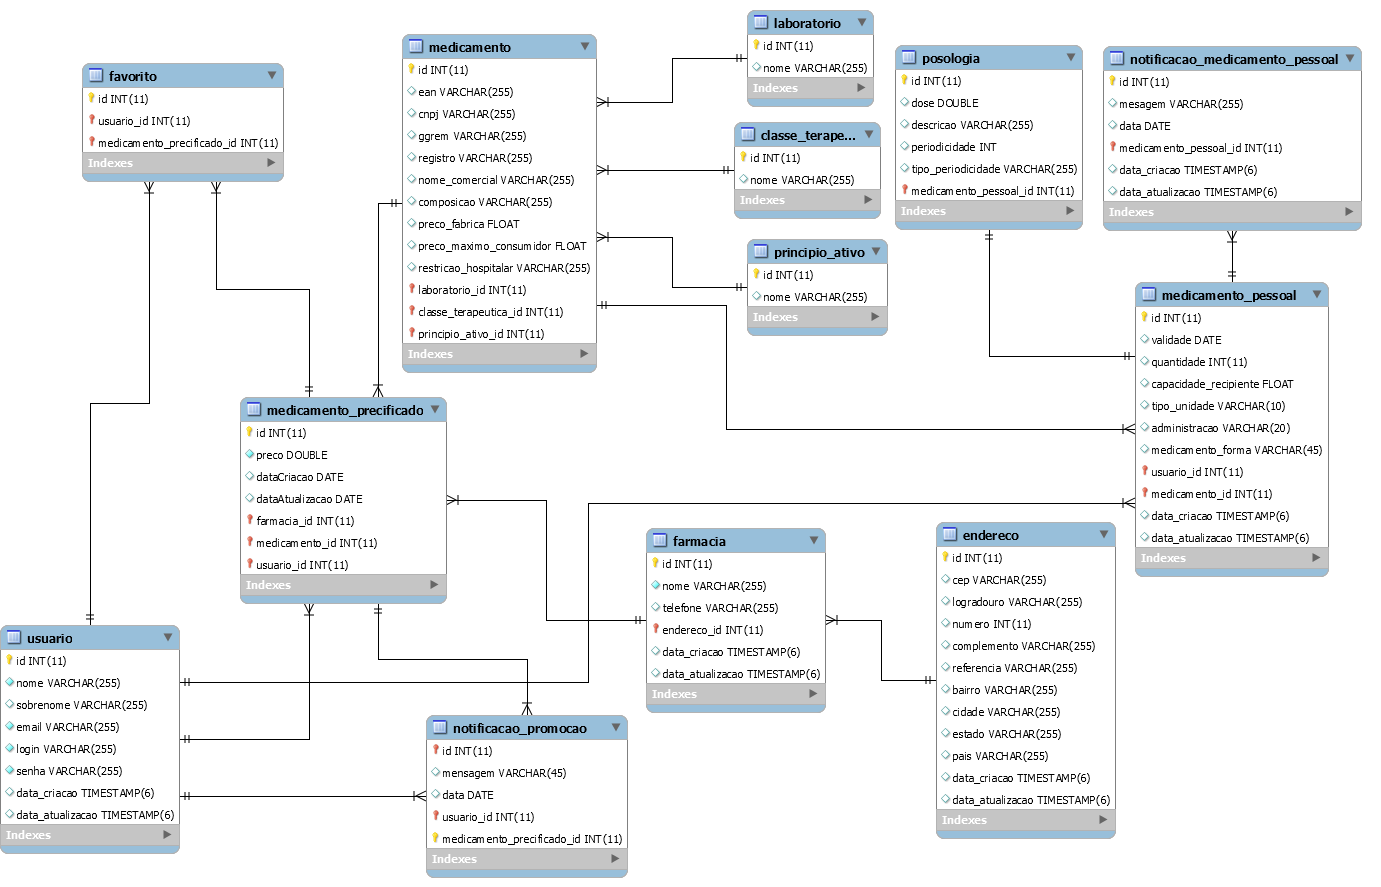 favorito
id INT(11)
usuario_id INT(11)
medicamento_precificado_id INT(11)
Indexes
medicamento
id INT(11)
ean VARCHAR(255)
cnpj VARCHAR(255)
ggrem VARCHAR(255)
registro VARCHAR(255)
nome_comercial VARCHAR(255)
composicao VARCHAR(255)
preco_fabrica FLOAT
preco_maximo_consumidor FLOAT
restricao_hospitalar VARCHAR(255)
laboratorio_id INT(11)
classe_terapeutica_id INT(11)
principio_ativo_id INT(11)
Indexes
laboratorio
id INT(11)
nome VARCHAR(255)
Indexes
classe_terape...
id INT(11)
nome VARCHAR(255)
Indexes
principio_ativo
id INT(11)
nome VARCHAR(255)
Indexes
posologia
id INT(11)
dose DOUBLE
descricao VARCHAR(255)
periodicidade INT
tipo_periodicidade VARCHAR(255)
medicamento_pessoal_id INT(11)
Indexes
notificacao_medicamento_pessoal
id INT(11)
mesagem VARCHAR(255)
data DATE
medicamento_pessoal_id INT(11)
data_criacao TIMESTAMP(6)
data_atualizacao TIMESTAMP(6)
Indexes
medicamento_pessoal
id INT(11)
validade DATE
quantidade INT(11)
capacidade_recipiente FLOAT
tipo_unidade VARCHAR(10)
administracao VARCHAR(20)
medicamento_forma VARCHAR(45)
usuario_id INT(11)
medicamento_id INT(11)
data_criacao TIMESTAMP(6)
data_atualizacao TIMESTAMP(6)
Indexes
medicamento_precificado
id INT(11)
preco DOUBLE
dataCriacao DATE
dataAtualizacao DATE
farmacia_id INT(11)
medicamento_id INT(11)
usuario_id INT(11)
Indexes
farmacia
id INT(11)
nome VARCHAR(255)
telefone VARCHAR(255)
endereco_id INT(11)
data_criacao TIMESTAMP(6)
data_atualizacao TIMESTAMP(6)
Indexes
endereco
id INT(11)
cep VARCHAR(255)
logradouro VARCHAR(255)
numero INT(11)
complemento VARCHAR(255)
referencia VARCHAR(255)
bairro VARCHAR(255)
cidade VARCHAR(255)
estado VARCHAR(255)
pais VARCHAR(255)
data_criacao TIMESTAMP(6)
data_atualizacao TIMESTAMP(6)
Indexes
usuario
id INT(11)
nome VARCHAR(255)
sobrenome VARCHAR(255)
email VARCHAR(255)
login VARCHAR(255)
senha VARCHAR(255)
data_criacao TIMESTAMP(6)
data_atualizacao TIMESTAMP(6)
Indexes
notificacao_promocao
id INT(11)
mensagem VARCHAR(45)
data DATE
usuario_id INT(11)
medicamento_precificado_id INT(11)
Indexes